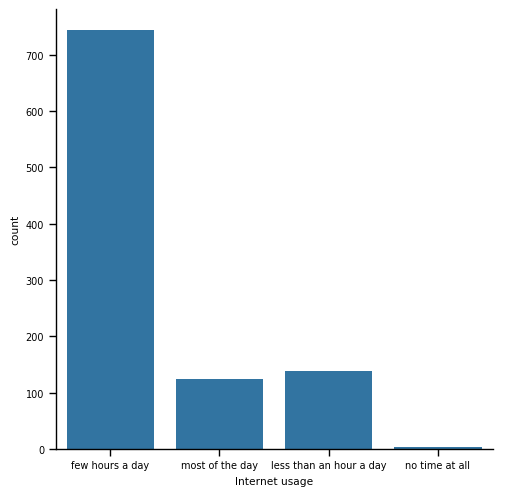 700
600
500
400
300
200
100
0
count
few hours a day
most of the day
less than an hour a day
no time at all
Internet usage